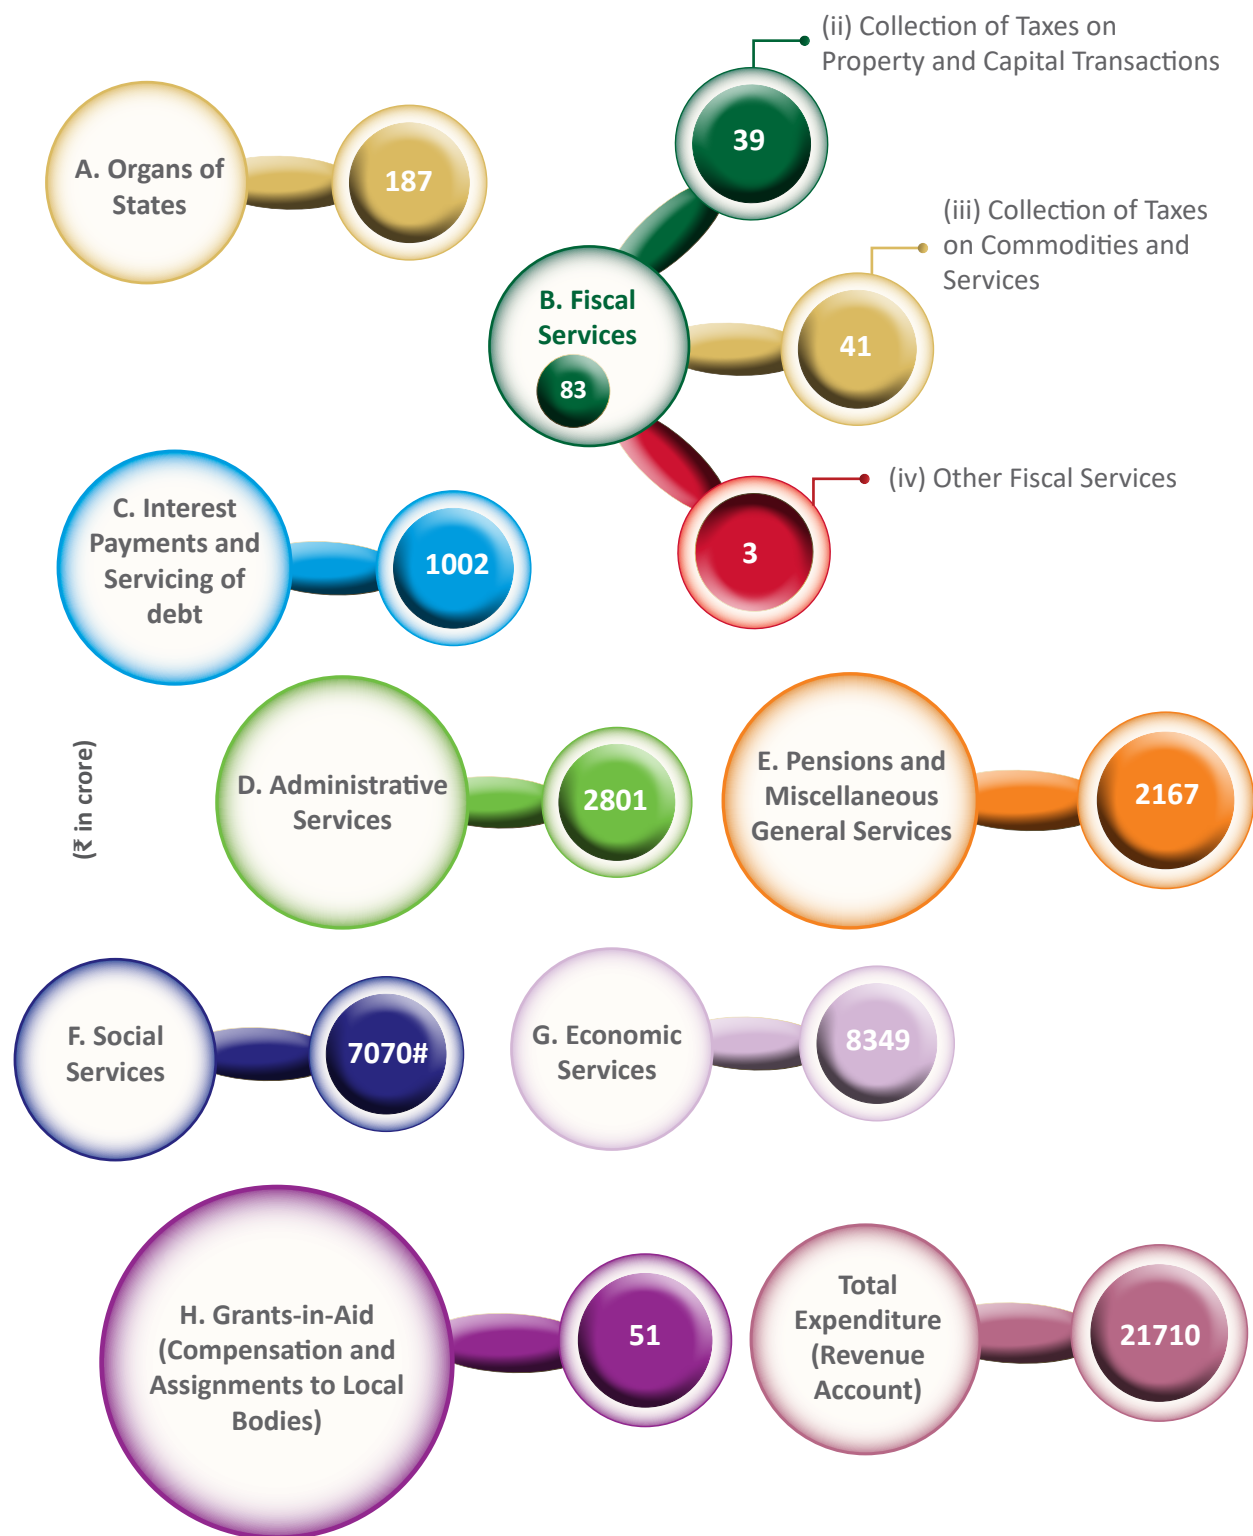 (ii) Collection of Taxes on
Property and Capital Transactions
39
A. Organs of
States
187
(iii) Collection of Taxes
on Commodities and
Services
B. Fiscal
Services
83
41
(iv) Other Fiscal Services
3
C. Interest
Payments and
Servicing of
debt
1002
(₹ in crore)
D. Administrative
Services
2801
E. Pensions and
Miscellaneous
General Services
2167
F. Social
Services
7070#
G. Economic
Services
8349
H. Grants-in-Aid
(Compensation and
Assignments to Local
Bodies)
51
Total
Expenditure
(Revenue
Account)
21710